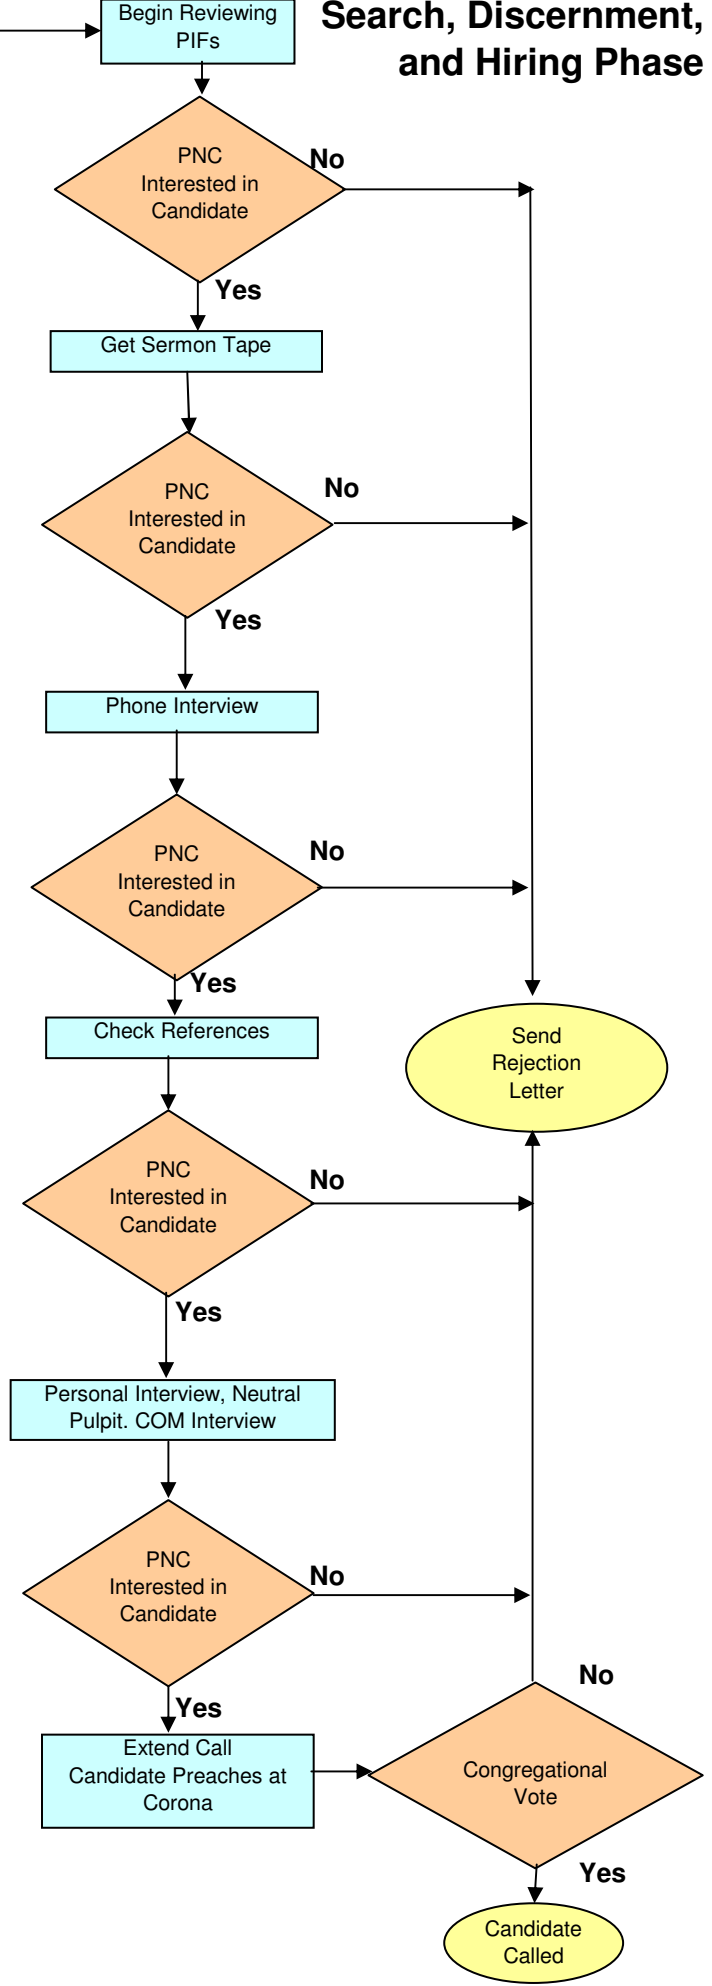 Search, Discernment,
and Hiring Phase
Begin Reviewing
PIFs
PNC
Interested in
Candidate
No
Yes
Get Sermon Tape
PNC
Interested in
Candidate
No
Yes
Phone Interview
PNC
Interested in
Candidate
No
Yes
Check References
Send
Rejection
Letter
PNC
Interested in
Candidate
No
Yes
Personal Interview, Neutral
Pulpit. COM Interview
PNC
Interested in
Candidate
No
Yes
Extend Call
Candidate Preaches at
Corona
No
Congregational
Vote
Yes
Candidate
Called